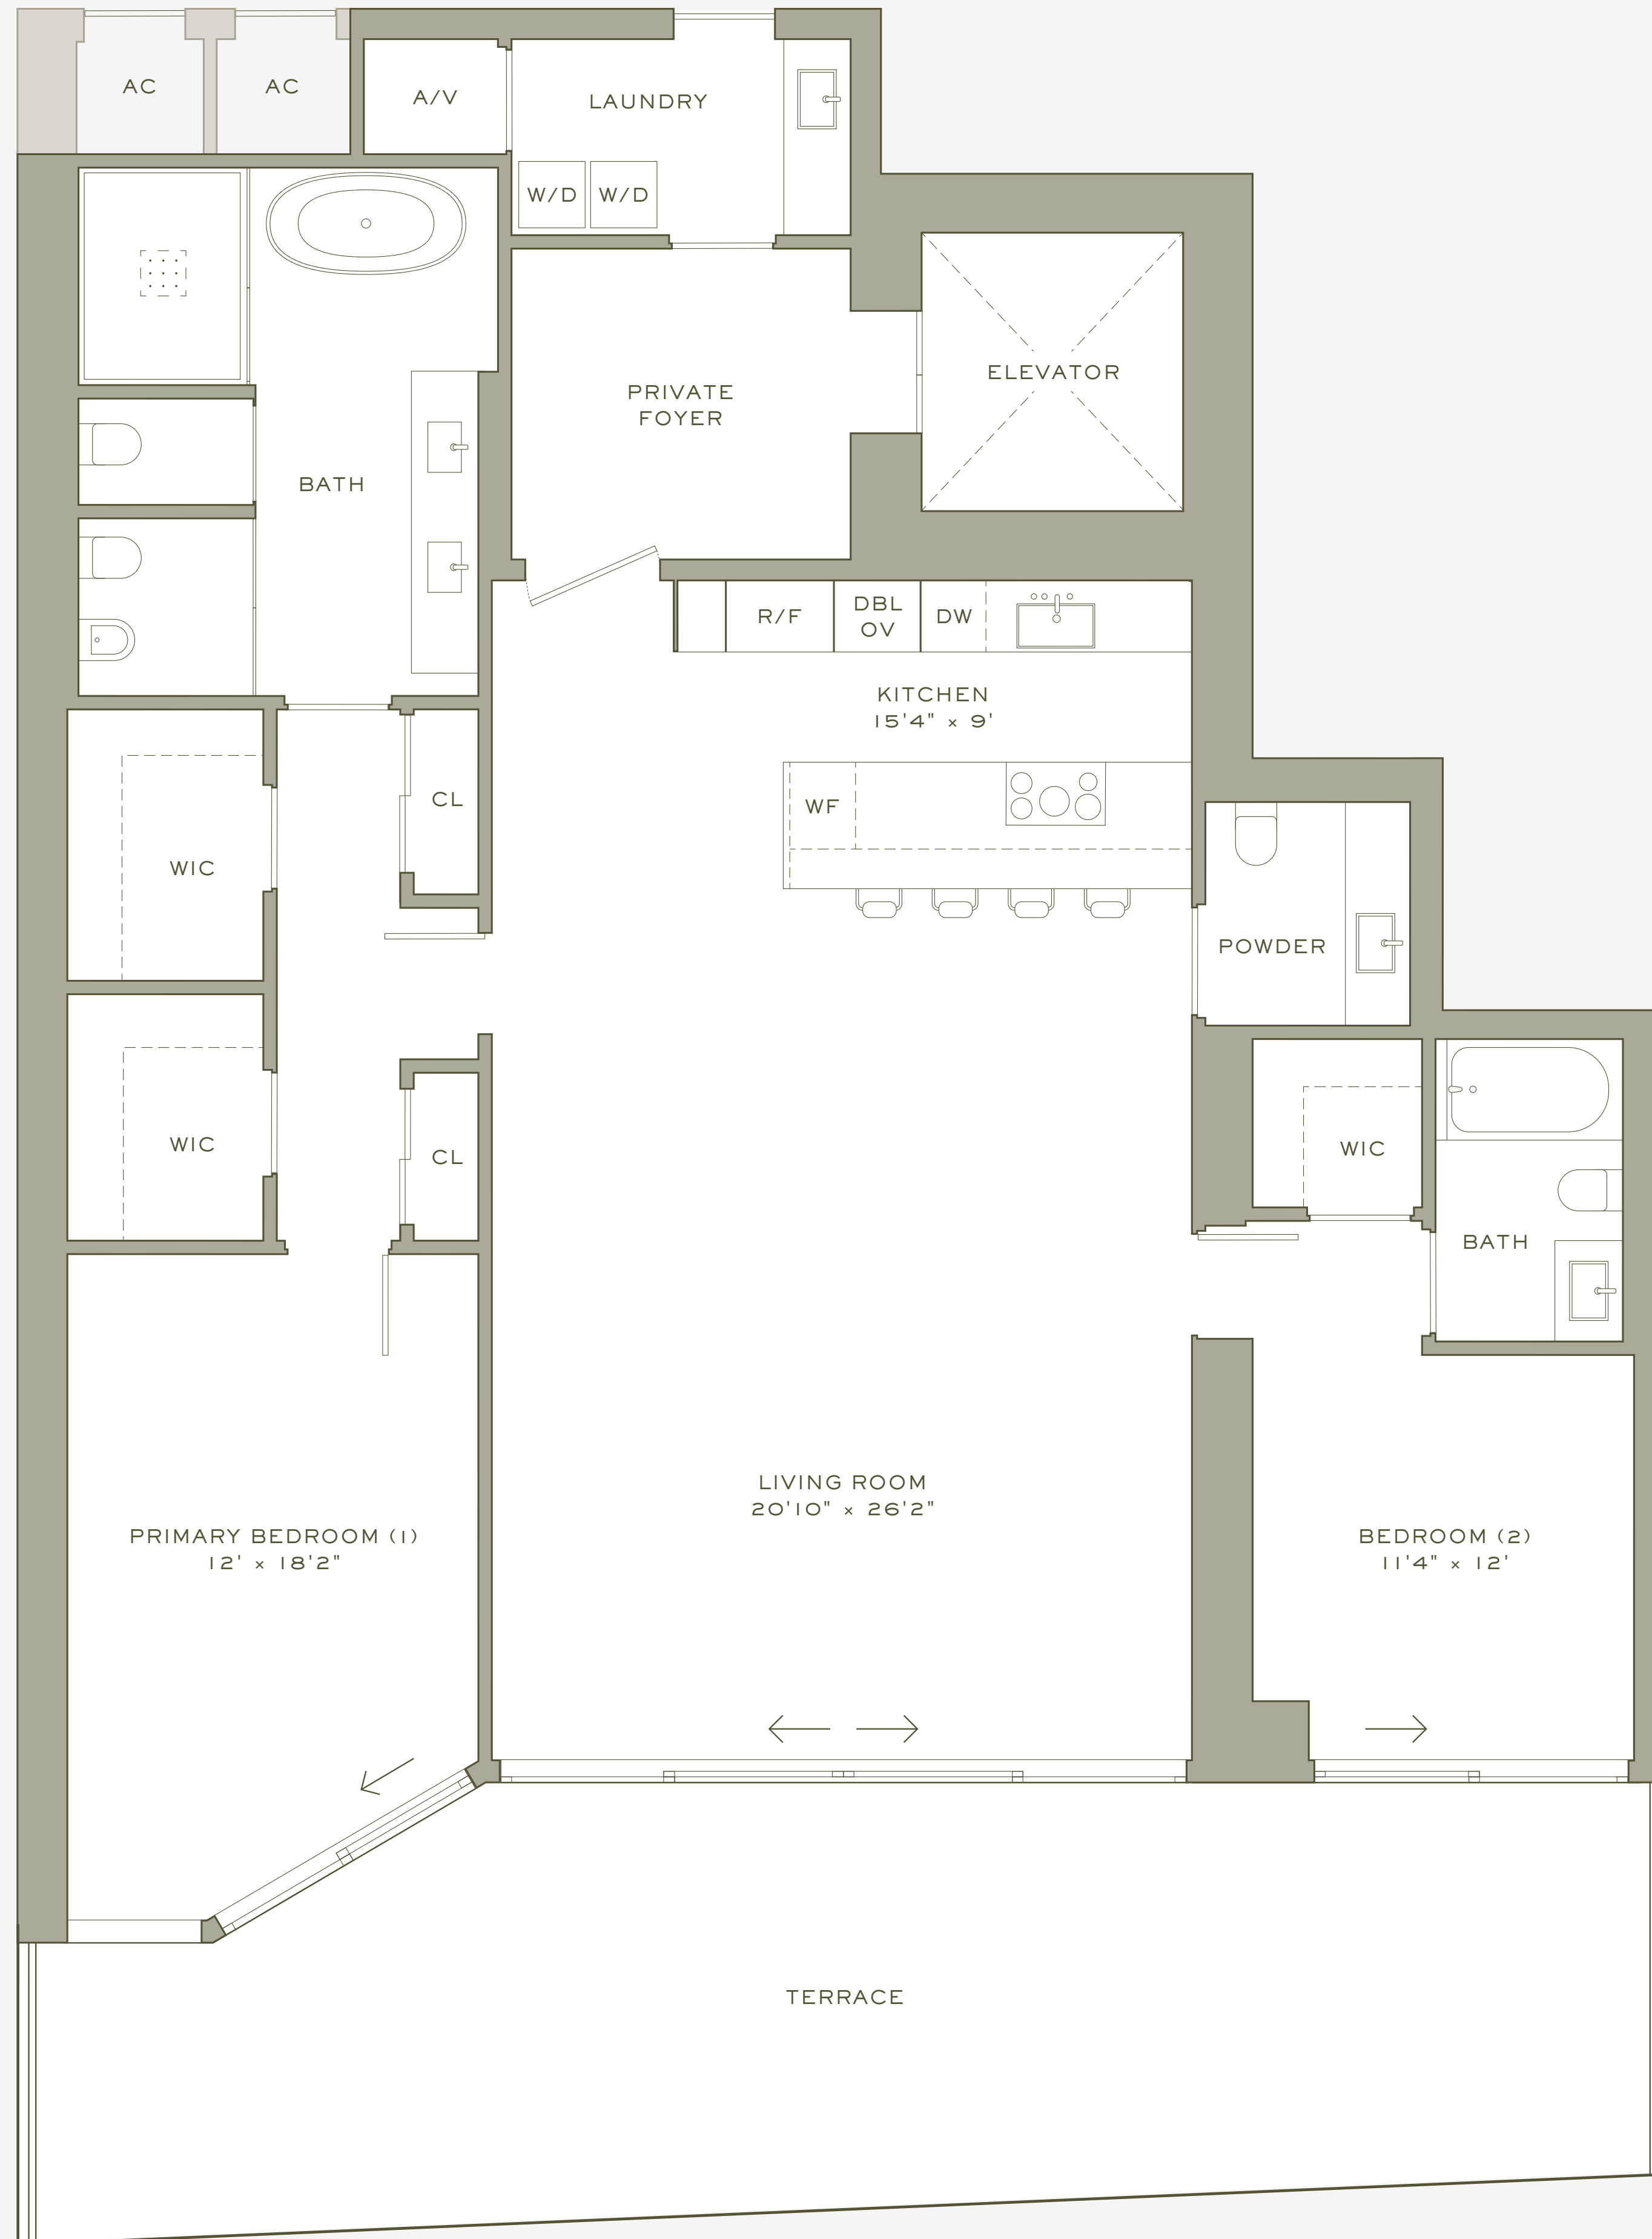 AC
AC
A/V
LAUNDRY
W/D
W/D
ELEVATOR
PRIVATE
FOYER
BATH
R/F
DBL
OV
DW
KITCHEN
15'4" × 9'
CL
WF
WIC
POWDER
WIC
CL
WIC
BATH
LIVING ROOM
20'10" × 26'2"
PRIMARY BEDROOM (1)
12' × 18'2"
BEDROOM (2)
11'4" × 12'
TERRACE